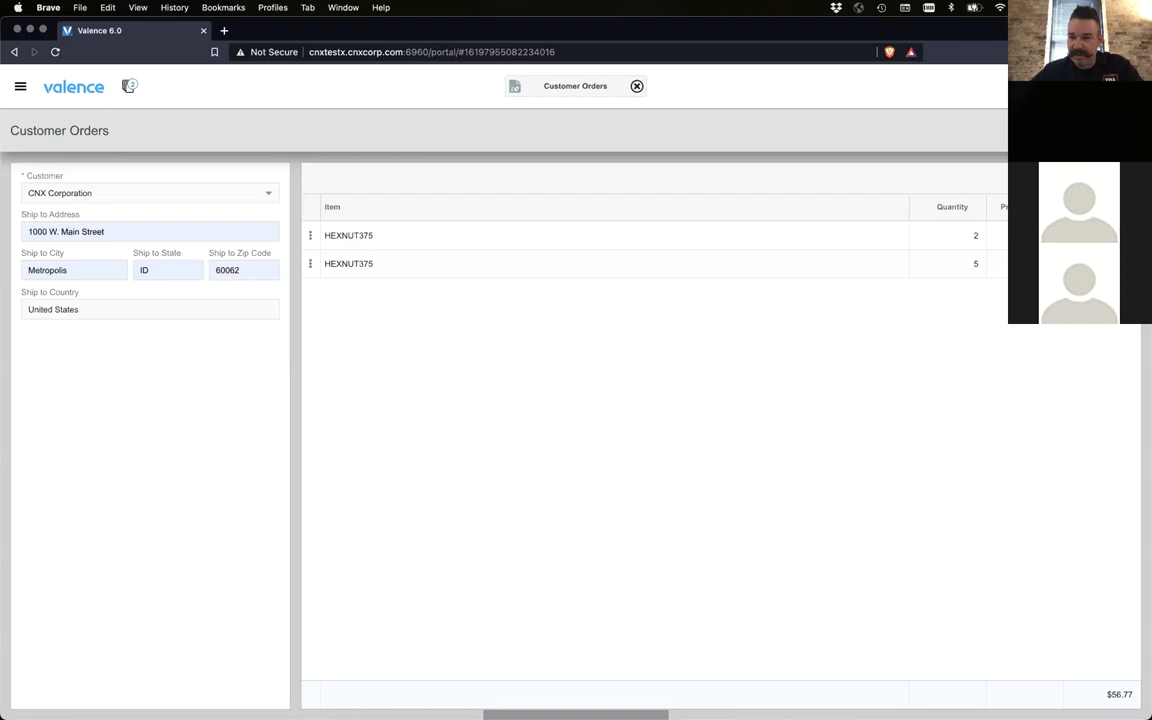 Brave File Edit View History Bookmarks Profiles Tab Window Help
Valence 6.0
Not Secure cnxtestx.cnxcorp.com:6960/portal/#16197955082234016
valence 2 Customer Orders
Customer Orders
* Customer
CNX Corporation
Ship to Address
1000 W. Main Street
Ship to City Ship to State Ship to Zip Code
Metropolis ID 60062
Ship to Country
United States
Item Quantity
HEXNUT375 2
HEXNUT375 5
$56.77